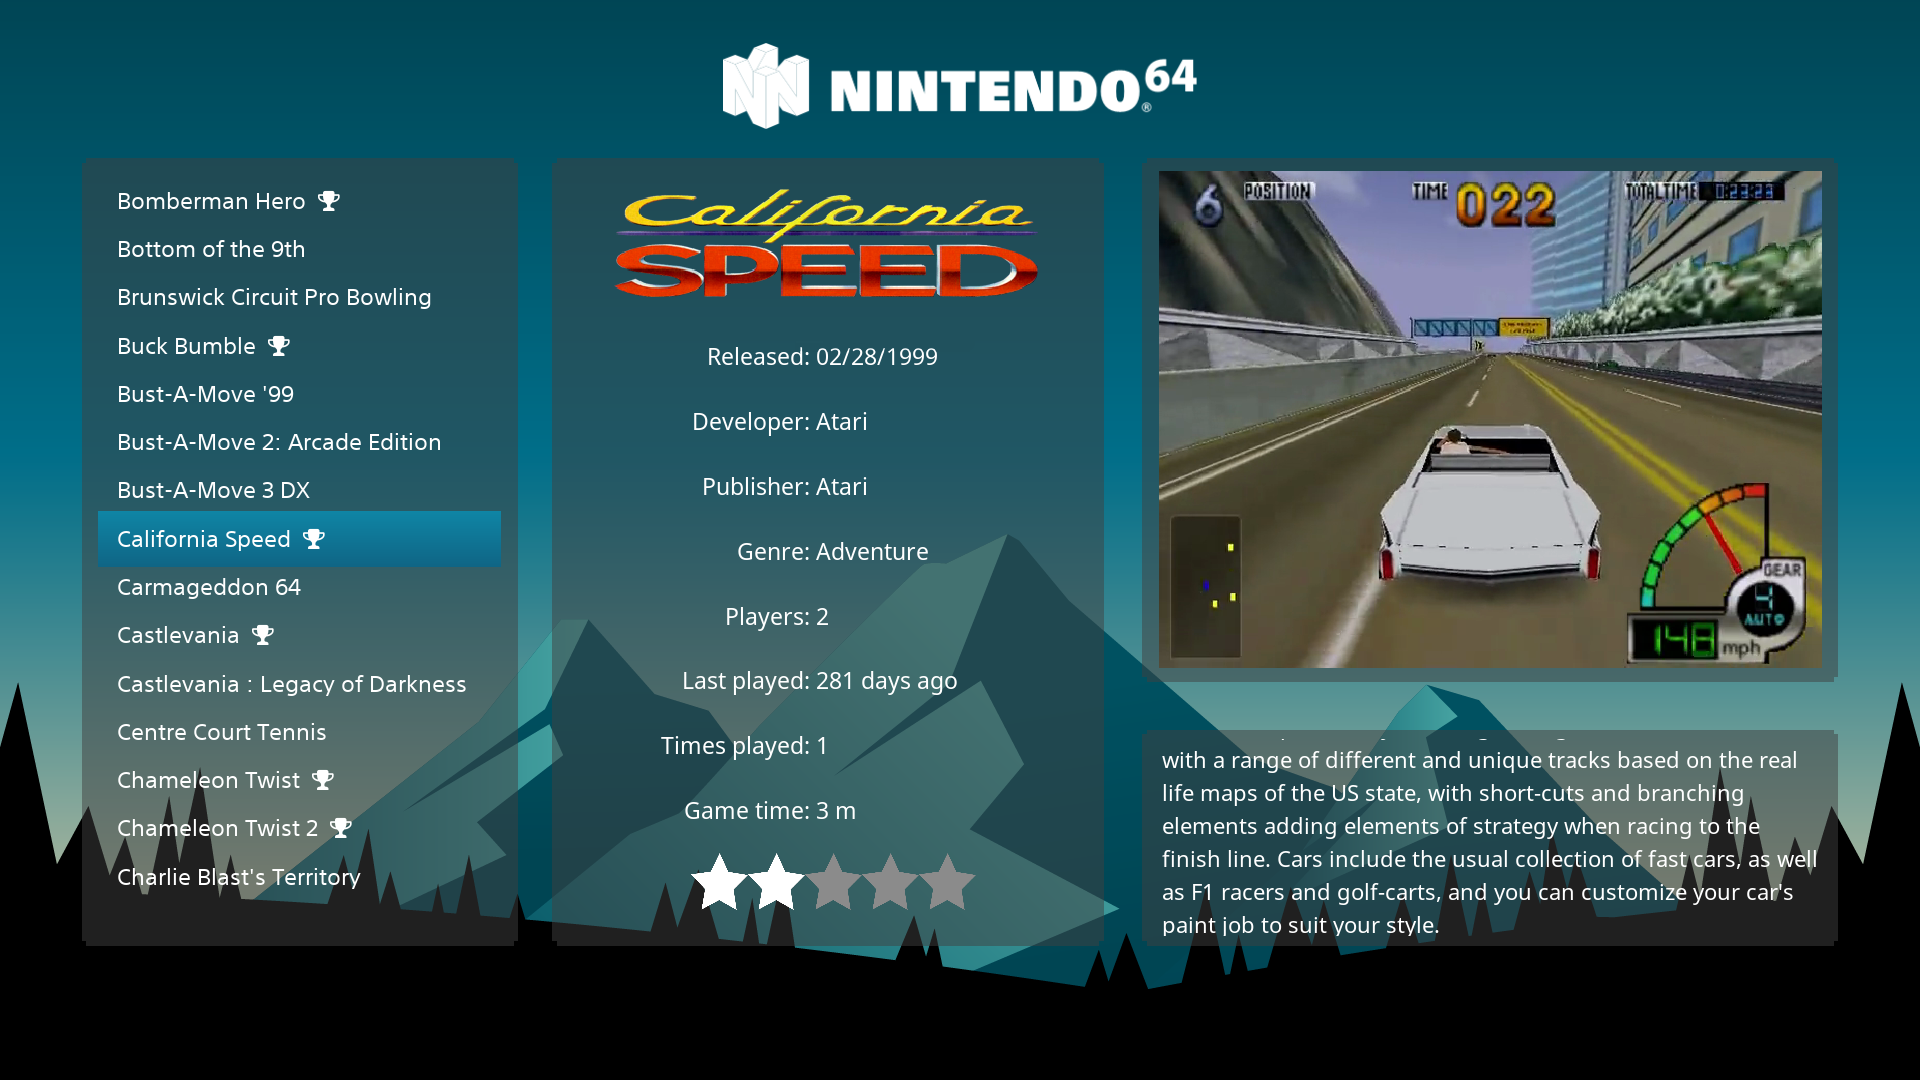 NINTENDO 64 ®
Bomberman Hero
Bottom of the 9th
Brunswick Circuit Pro Bowling
Buck Bumble
Bust-A-Move '99
Bust-A-Move 2: Arcade Edition
Bust-A-Move 3 DX
California Speed
Carmageddon 64
Castlevania
Castlevania : Legacy of Darkness
Centre Court Tennis
Chameleon Twist
Chameleon Twist 2
Charlie Blast's Territory
California
SPEED
Released: 02/28/1999
Developer: Atari
Publisher: Atari
Genre: Adventure
Players: 2
Last played: 281 days ago
Times played: 1
Game time: 3 m
6 POSITION TIME 022 TOTAL TIME 0:23:23
GEAR
4
AUTO
148 mph
with a range of different and unique tracks based on the real
life maps of the US state, with short-cuts and branching
elements adding elements of strategy when racing to the
finish line. Cars include the usual collection of fast cars, as well
as F1 racers and golf-carts, and you can customize your car's
paint job to suit your style.